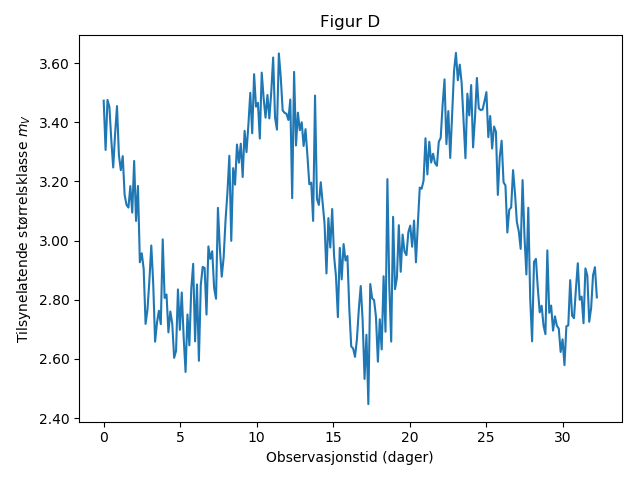 Figur D
Tilsynelatende størrelsklasse $m_V$
3.60
3.40
3.20
3.00
2.80
2.60
2.40
0 5 10 15 20 25 30
Observasjonstid (dager)